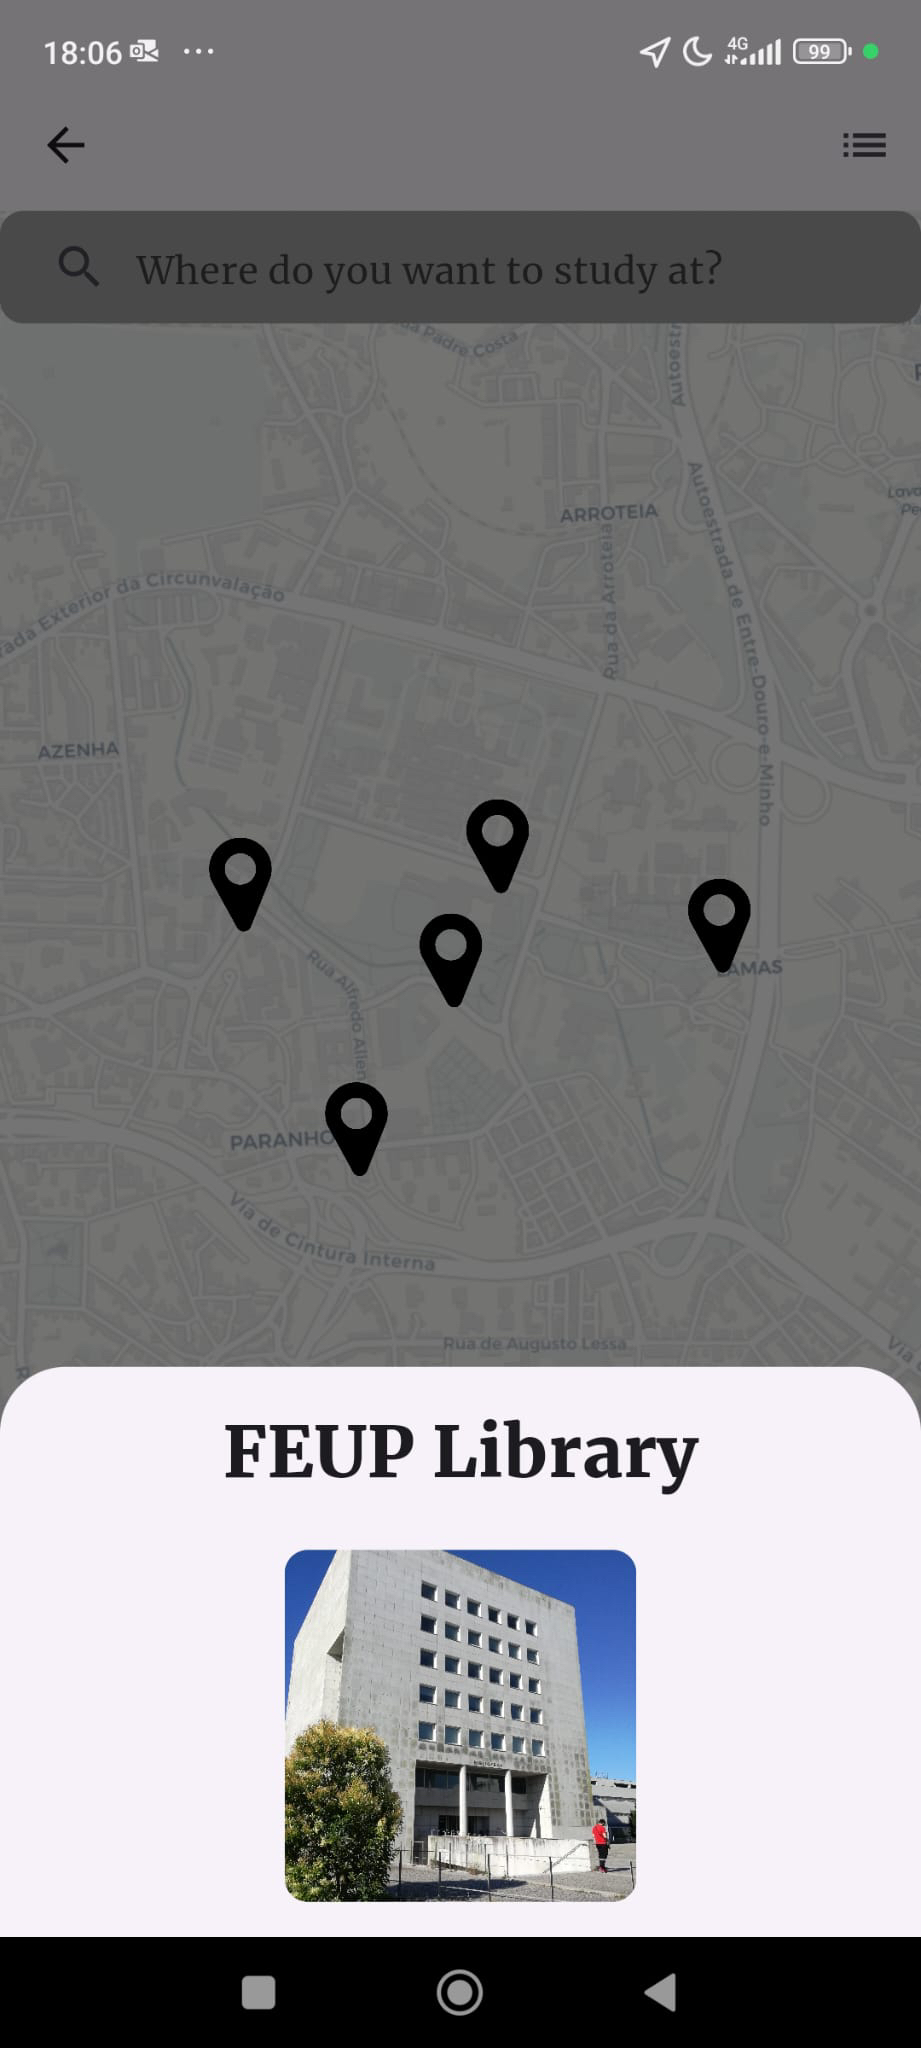 18:06
4G
99
Where do you want to study at?
Padre Costa
Autoestr
ARROTEIA
Lava
Pe
Autoestrada de Entre-Douro-e-Minho
Rua da Arroteia
rada Exterior da Circunvalação
AZENHA
LAMAS
Rua Alfredo Allen
PARANHO
Via de Cintura Interna
Rua de Augusto Lessa
Via
FEUP Library